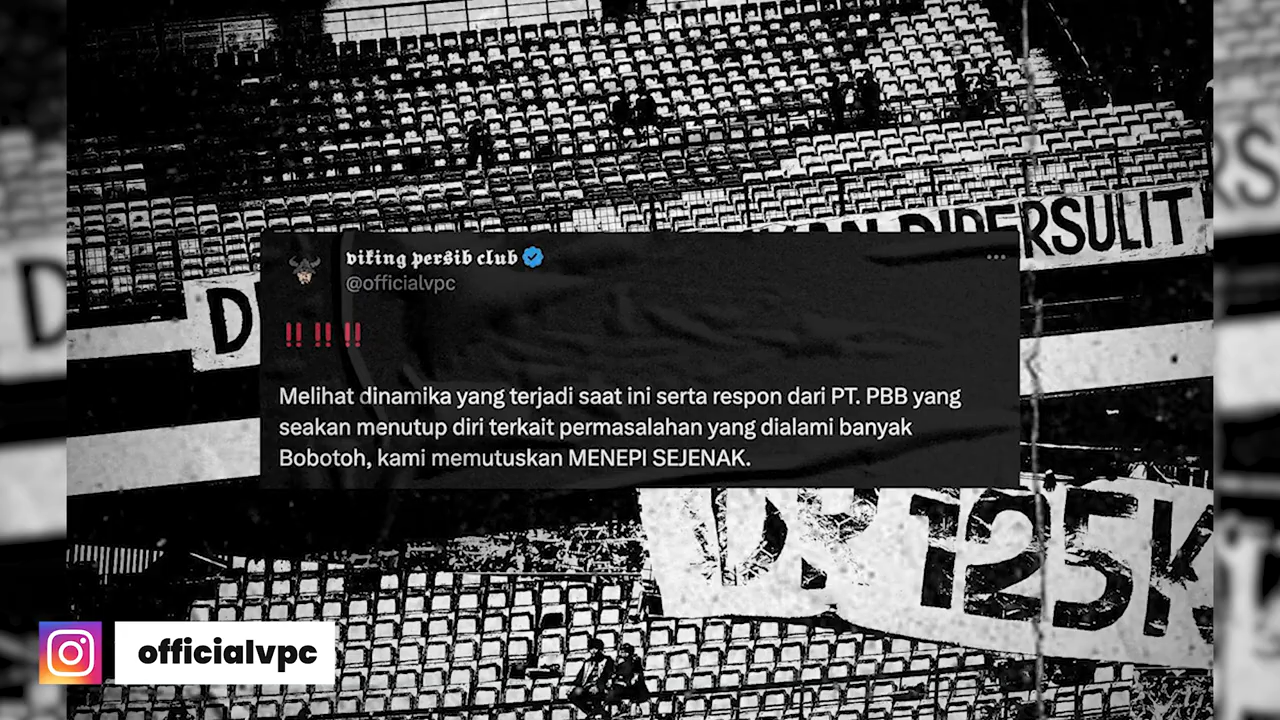 DIPERSULIT
viking persib club
@officialvpc
‼️ ‼️ ‼️
Melihat dinamika yang terjadi saat ini serta respon dari PT. PBB yang
seakan menutup diri terkait permasalahan yang dialami banyak
Bobotoh, kami memutuskan MENEPI SEJENAK.
125K
officialvpc